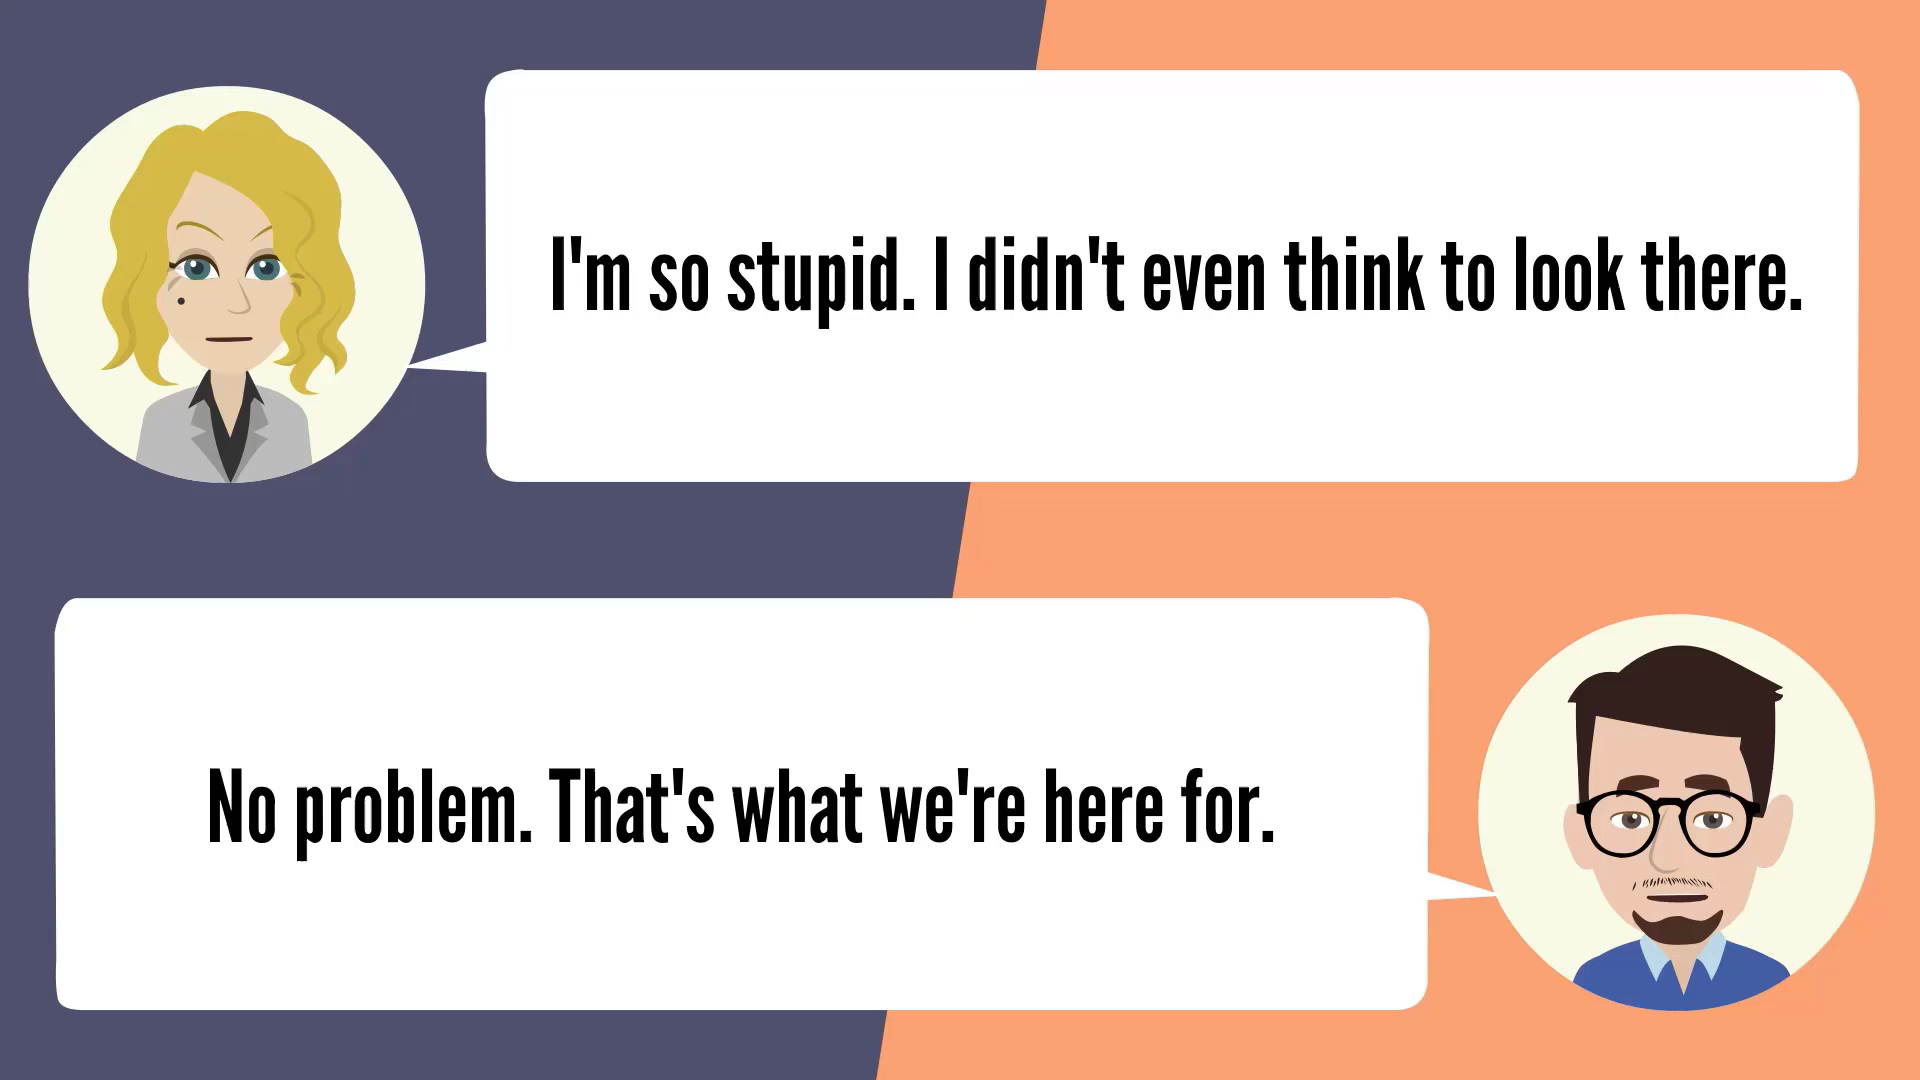 I'm so stupid. I didn't even think to look there.
No problem. That's what we're here for.